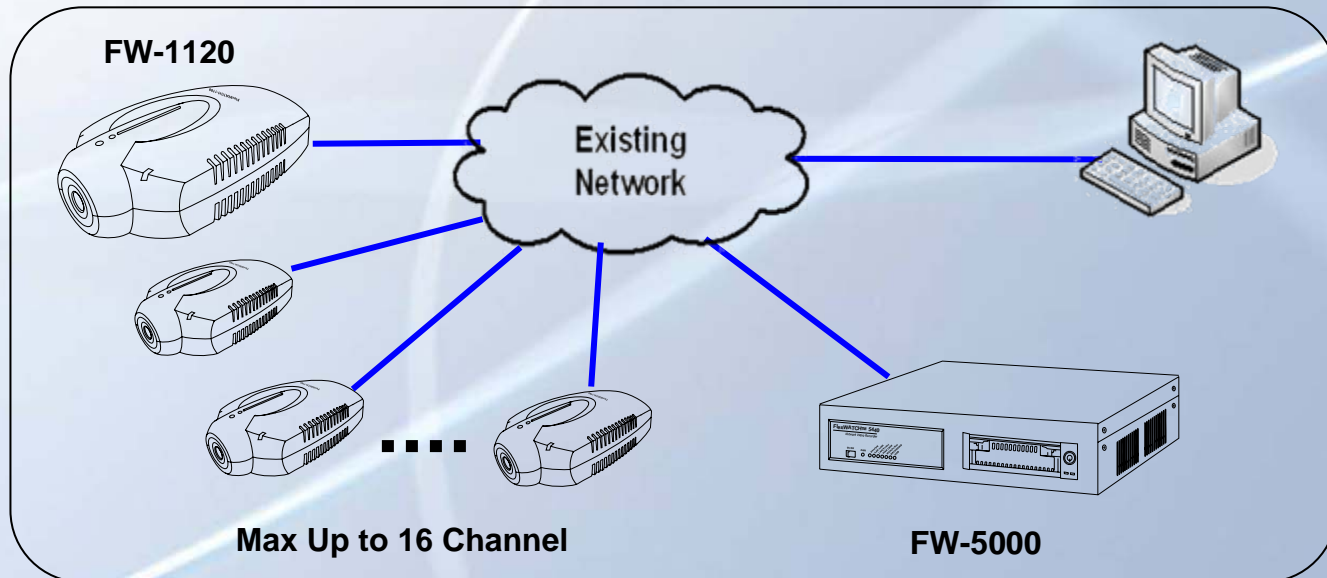 FW-1120
Existing
Network
Max Up to 16 Channel
FW-5000